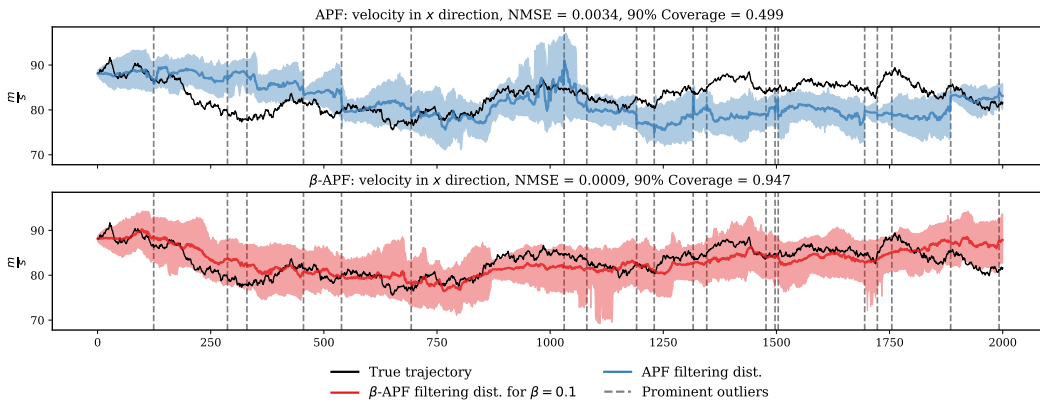 APF: velocity in x direction, NMSE = 0.0034, 90% Coverage = 0.499
90
80
70
m/s
β-APF: velocity in x direction, NMSE = 0.0009, 90% Coverage = 0.947
90
80
70
m/s
0 250 500 750 1000 1250 1500 1750 2000
True trajectory APF filtering dist.
β-APF filtering dist. for β = 0.1 Prominent outliers